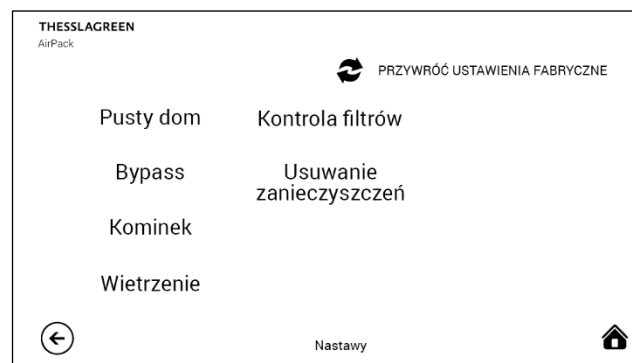 THESSLAGREEN
AirPack
PRZYWRÓĆ USTAWIENIA FABRYCZNE
Pusty dom
Kontrola filtrów
Bypass
Usuwanie
zanieczyszczeń
Kominek
Wietrzenie
Nastawy